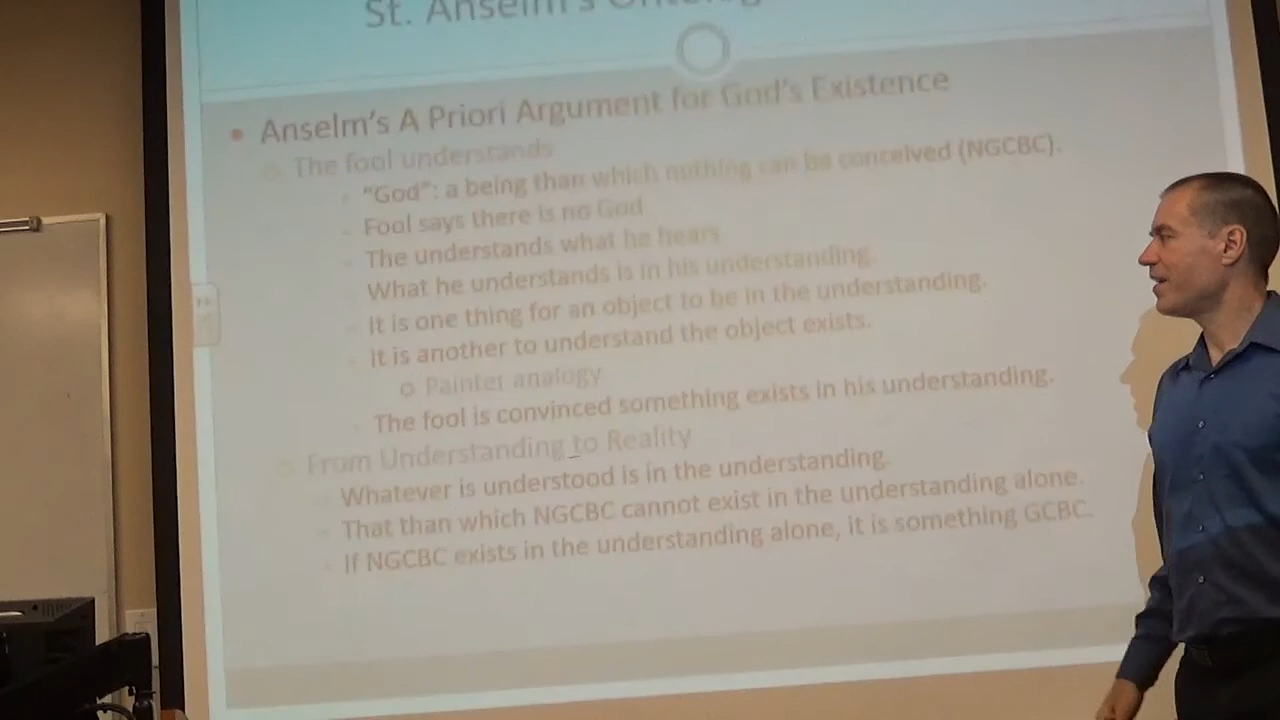 St. Anselm's Ontolog
• Anselm's A Priori Argument for God's Existence
o The fool understands
"God": a being than which nothing can be conceived (NGCBC).
Fool says there is no God
The understands what he hears
What he understands is in his understanding.
It is one thing for an object to be in the understanding.
It is another to understand the object exists.
o Painter analogy
The fool is convinced something exists in his understanding.
o From Understanding to Reality
Whatever is understood is in the understanding.
That than which NGCBC cannot exist in the understanding alone.
If NGCBC exists in the understanding alone, it is something GCBC.